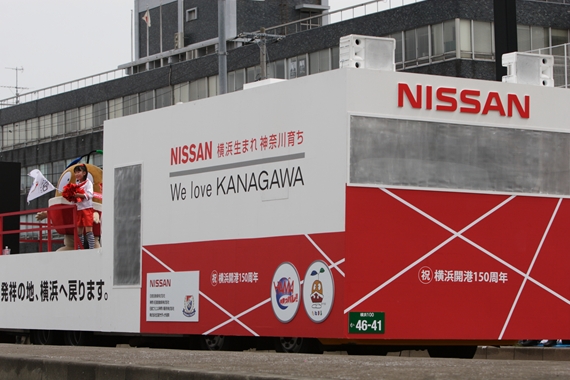 NISSAN
NISSAN 横浜生まれ 神奈川育ち
We love KANAGAWA
発祥の地、横浜へ戻ります。
NISSAN
祝 横浜開港150周年
祝 横浜開港150周年
46-41